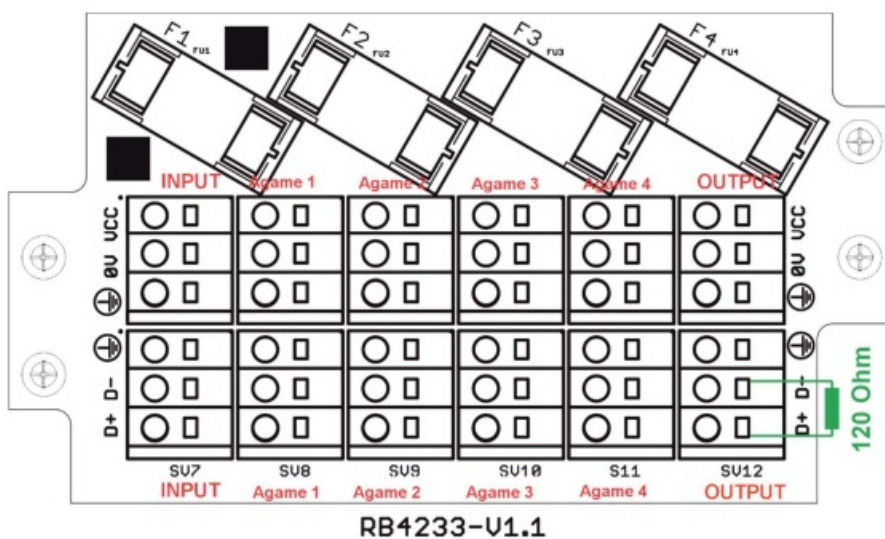 F1 FU1
F2 FU2
F3 FU3
F4 FU4
INPUT Agame 1 Agame 2 Agame 3 Agame 4 OUTPUT
VCC VCC
0V 0V
D- D-
D+ D+
120 Ohm
SV7 SV8 SV9 SV10 S11 SV12
INPUT Agame 1 Agame 2 Agame 3 Agame 4 OUTPUT
RB4233-V1.1